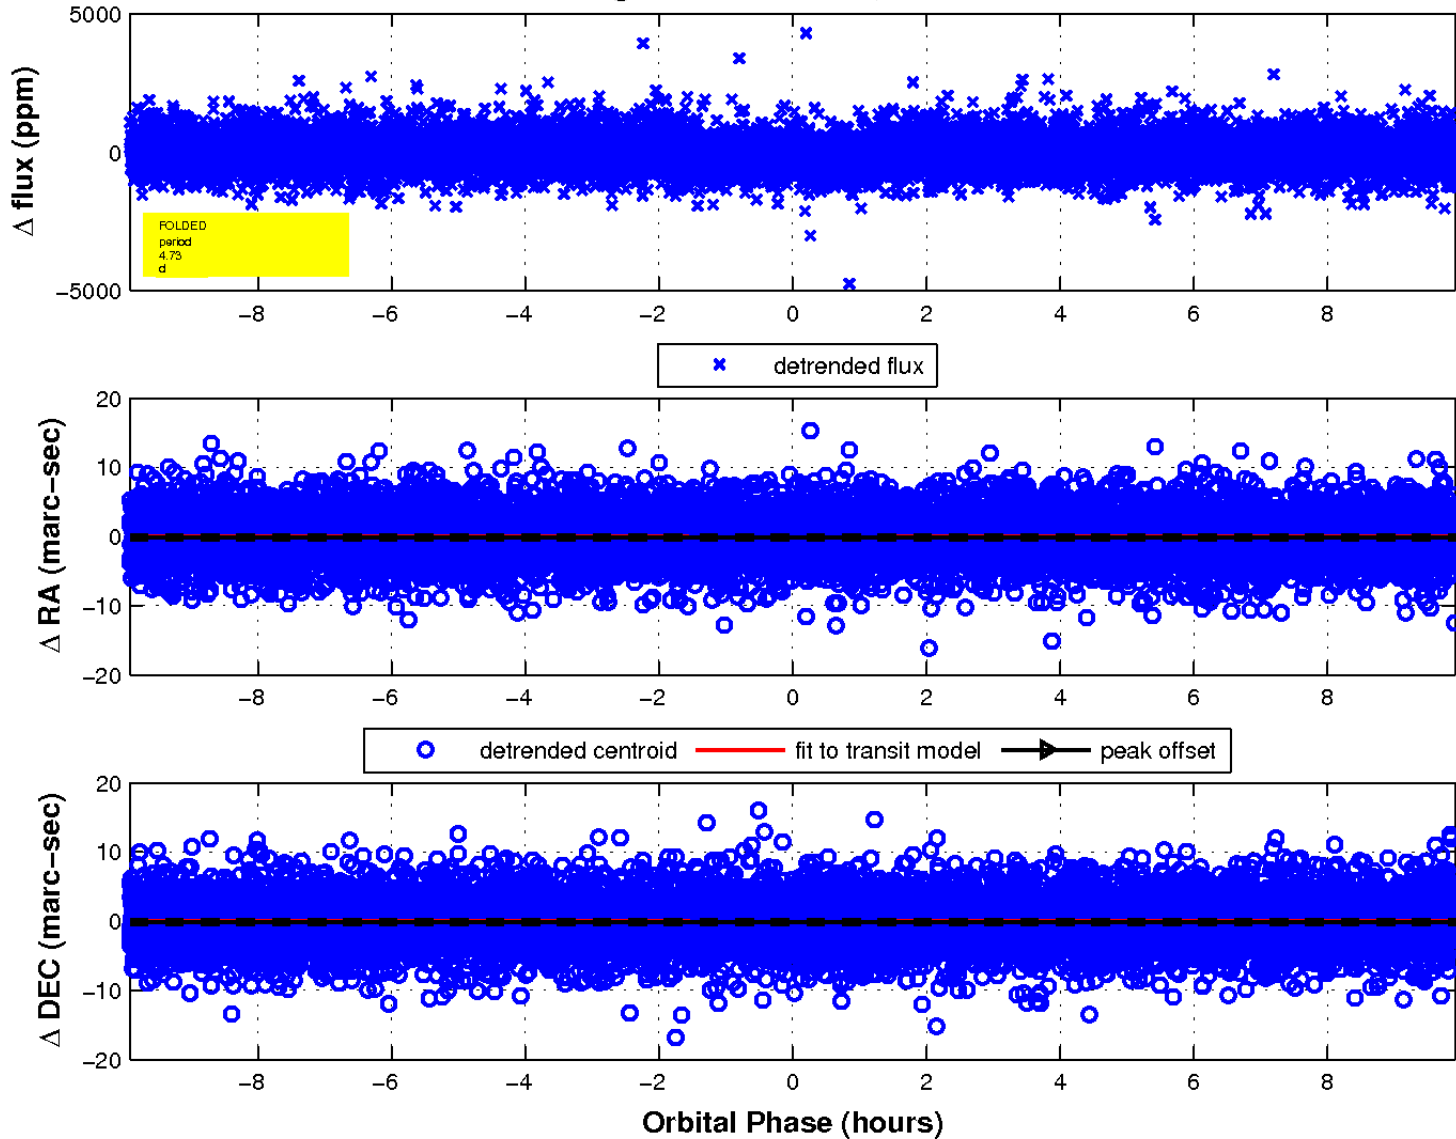 5000
0
−5000
Δ flux (ppm)
FOLDED
period
4.73
d
−8 −6 −4 −2 0 2 4 6 8
detrended flux
20
10
0
−10
−20
Δ RA (marc−sec)
−8 −6 −4 −2 0 2 4 6 8
detrended centroid fit to transit model peak offset
20
10
0
−10
−20
Δ DEC (marc−sec)
−8 −6 −4 −2 0 2 4 6 8
Orbital Phase (hours)